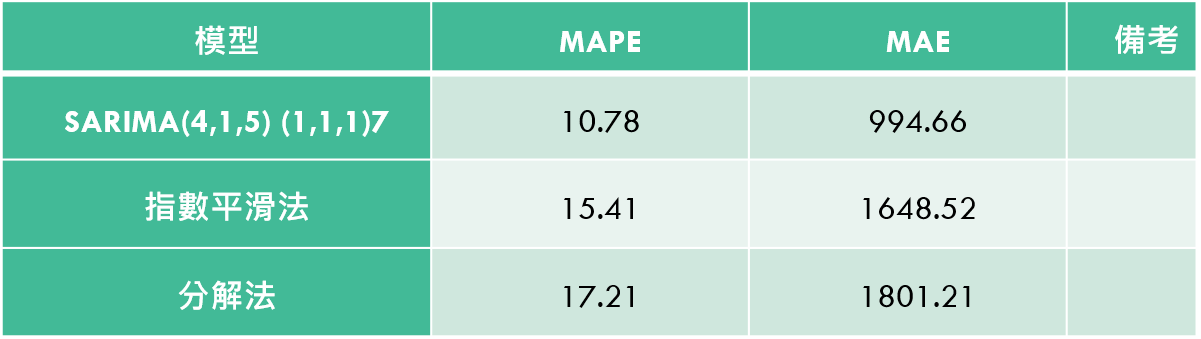 模型 MAPE MAE 備考
SARIMA(4,1,5) (1,1,1)7 10.78 994.66
指數平滑法 15.41 1648.52
分解法 17.21 1801.21